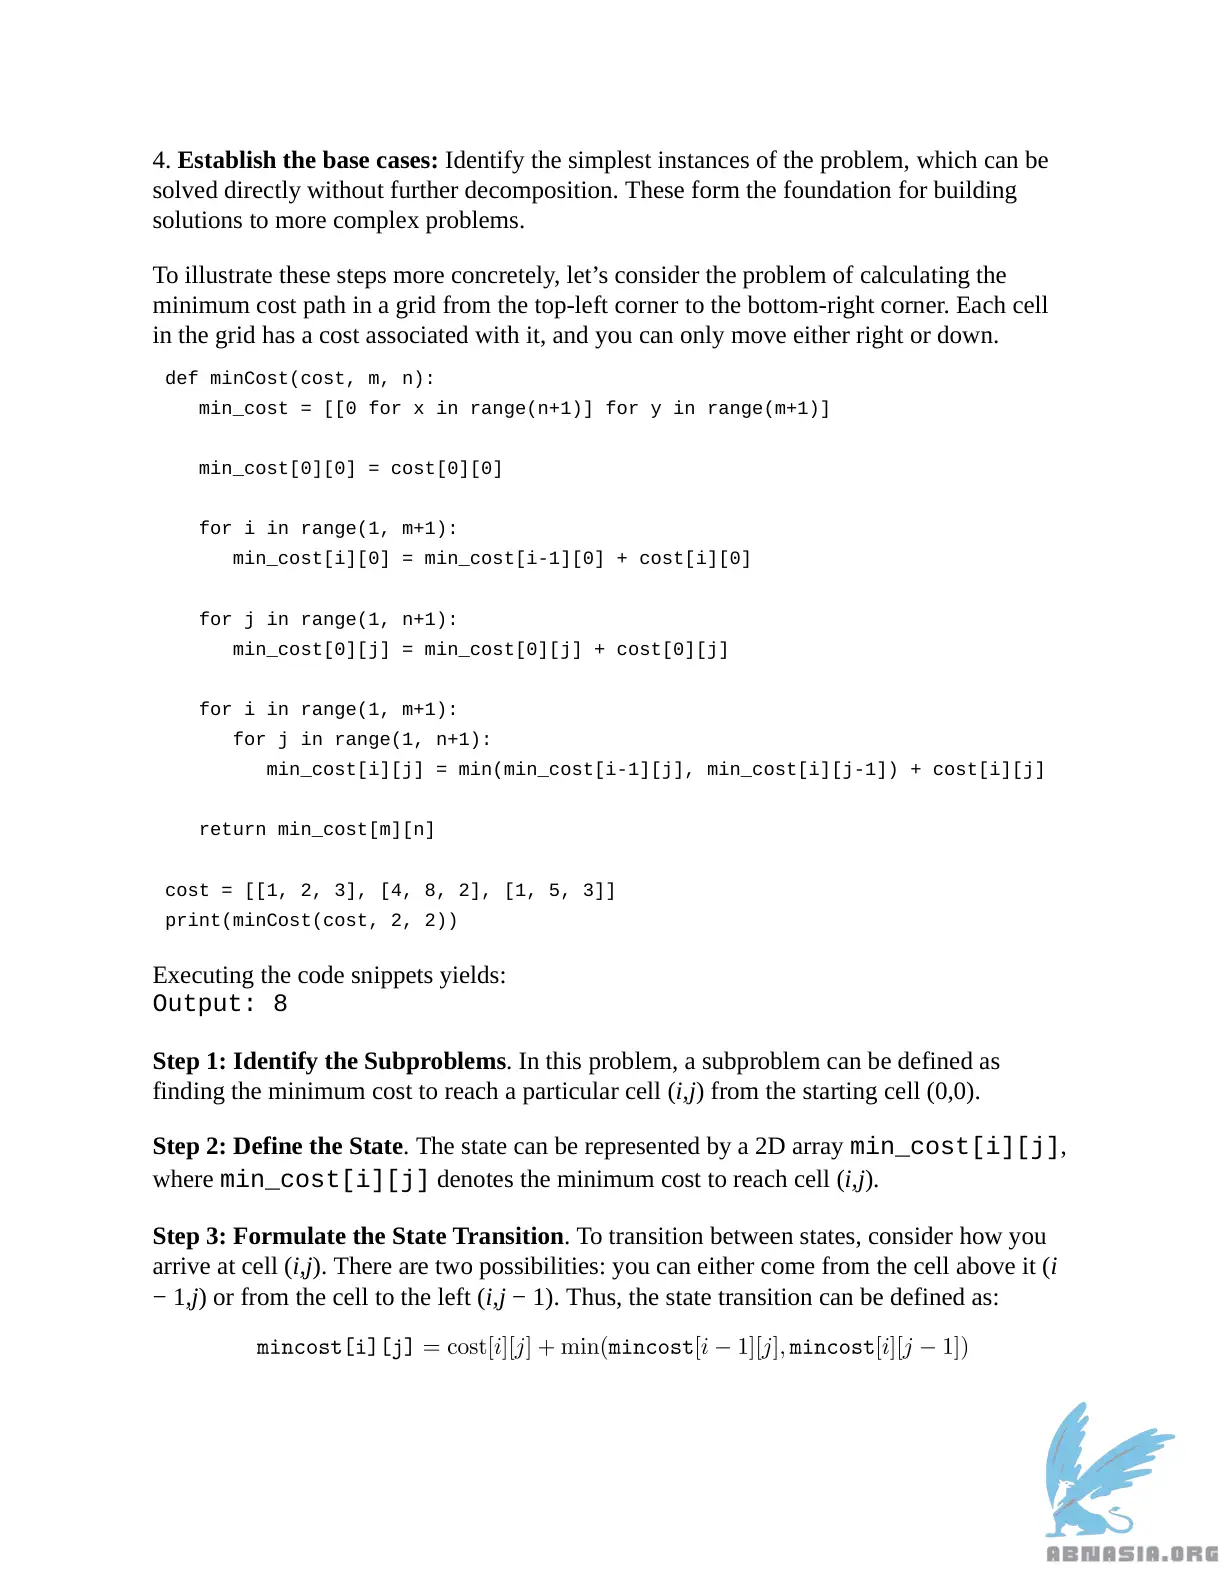 4. Establish the base cases: Identify the simplest instances of the problem, which can be
solved directly without further decomposition. These form the foundation for building
solutions to more complex problems.
To illustrate these steps more concretely, let’s consider the problem of calculating the
minimum cost path in a grid from the top-left corner to the bottom-right corner. Each cell
in the grid has a cost associated with it, and you can only move either right or down.
def minCost(cost, m, n):
   min_cost = [[0 for x in range(n+1)] for y in range(m+1)]
   min_cost[0][0] = cost[0][0]
   for i in range(1, m+1):
      min_cost[i][0] = min_cost[i-1][0] + cost[i][0]
   for j in range(1, n+1):
      min_cost[0][j] = min_cost[0][j] + cost[0][j]
   for i in range(1, m+1):
      for j in range(1, n+1):
         min_cost[i][j] = min(min_cost[i-1][j], min_cost[i][j-1]) + cost[i][j]
   return min_cost[m][n]
cost = [[1, 2, 3], [4, 8, 2], [1, 5, 3]]
print(minCost(cost, 2, 2))
Executing the code snippets yields:
Output: 8
Step 1: Identify the Subproblems. In this problem, a subproblem can be defined as
finding the minimum cost to reach a particular cell (i,j) from the starting cell (0,0).
Step 2: Define the State. The state can be represented by a 2D array min_cost[i][j],
where min_cost[i][j] denotes the minimum cost to reach cell (i,j).
Step 3: Formulate the State Transition. To transition between states, consider how you
arrive at cell (i,j). There are two possibilities: you can either come from the cell above it (i
− 1,j) or from the cell to the left (i,j − 1). Thus, the state transition can be defined as:
mincost[i][j] = cost[i][j] + min(mincost[i − 1][j], mincost[i][j − 1])
ABNASIA.ORG